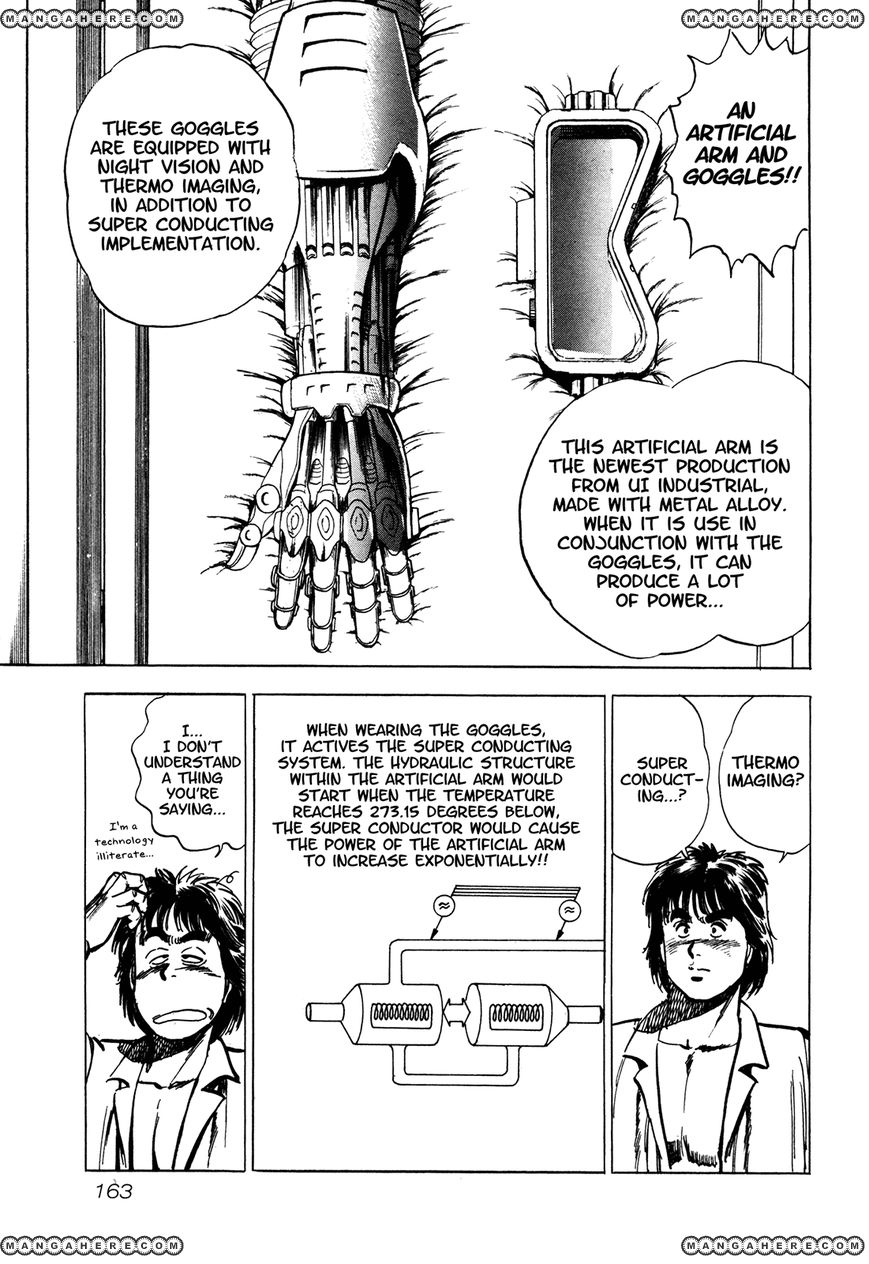 MANGAHERE.COM
MANGAHERE.COM
AN
ARTIFICIAL
ARM AND
GOGGLES!!
THESE GOGGLES
ARE EQUIPPED WITH
NIGHT VISION AND
THERMO IMAGING,
IN ADDITION TO
SUPER CONDUCTING
IMPLEMENTATION.
THIS ARTIFICIAL ARM IS
THE NEWEST PRODUCTION
FROM UI INDUSTRIAL,
MADE WITH METAL ALLOY.
WHEN IT IS USE IN
CONJUNCTION WITH THE
GOGGLES, IT CAN
PRODUCE A LOT
OF POWER...
THERMO
IMAGING?
SUPER
CONDUCT-
ING...?
WHEN WEARING THE GOGGLES,
IT ACTIVES THE SUPER CONDUCTING
SYSTEM. THE HYDRAULIC STRUCTURE
WITHIN THE ARTIFICIAL ARM WOULD
START WHEN THE TEMPERATURE
REACHES 273.15 DEGREES BELOW,
THE SUPER CONDUCTOR WOULD CAUSE
THE POWER OF THE ARTIFICIAL ARM
TO INCREASE EXPONENTIALLY!!
I...
I DON'T
UNDERSTAND
A THING
YOU'RE
SAYING...
I'm a
technology
illiterate...
163
MANGAHERE.COM
MANGAHERE.COM